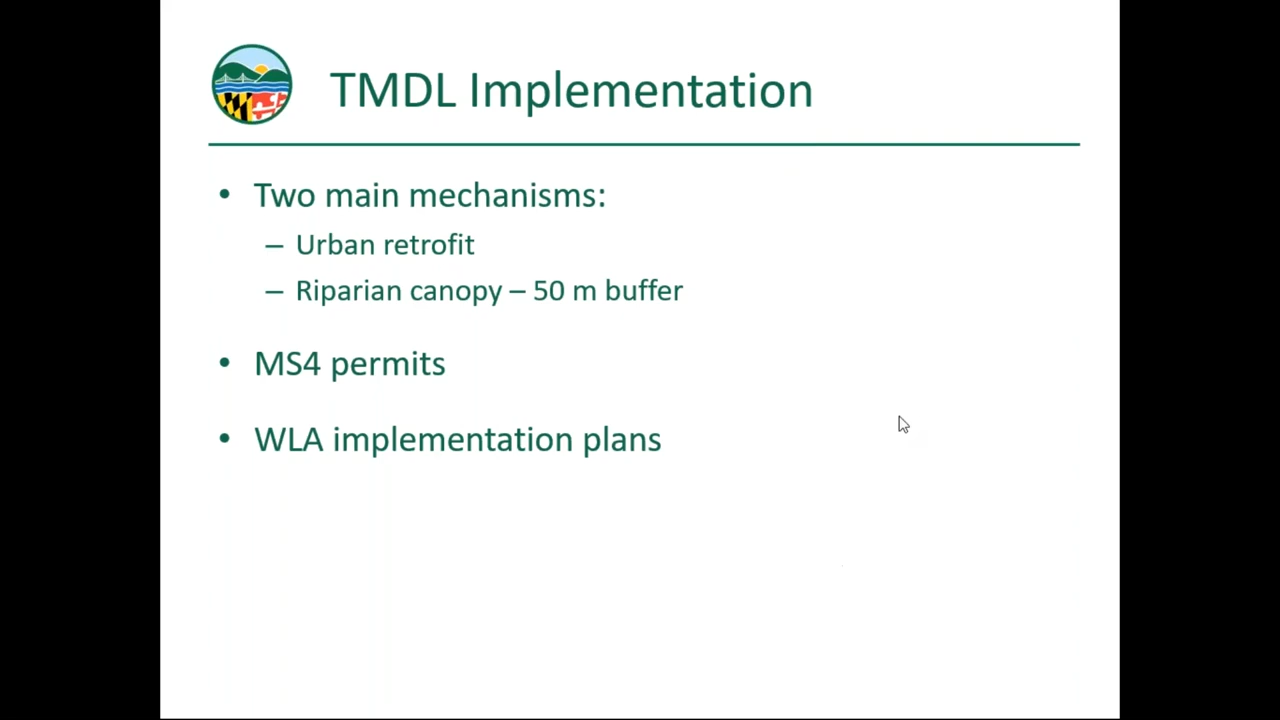 TMDL Implementation
• Two main mechanisms:
– Urban retrofit
– Riparian canopy – 50 m buffer
• MS4 permits
• WLA implementation plans